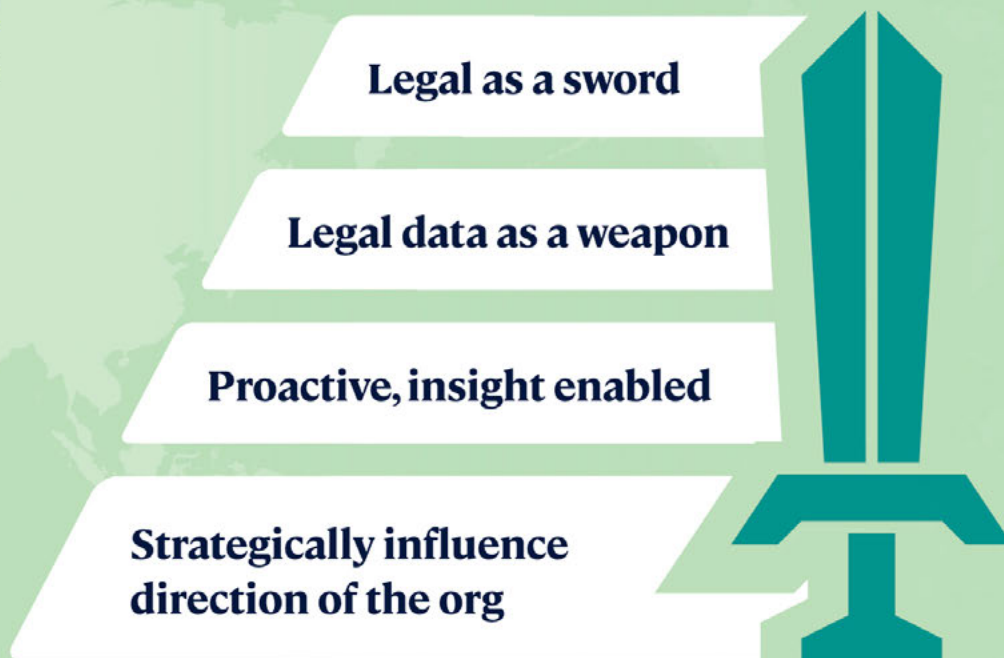 Legal as a sword
Legal data as a weapon
Proactive, insight enabled
Strategically influence
direction of the org